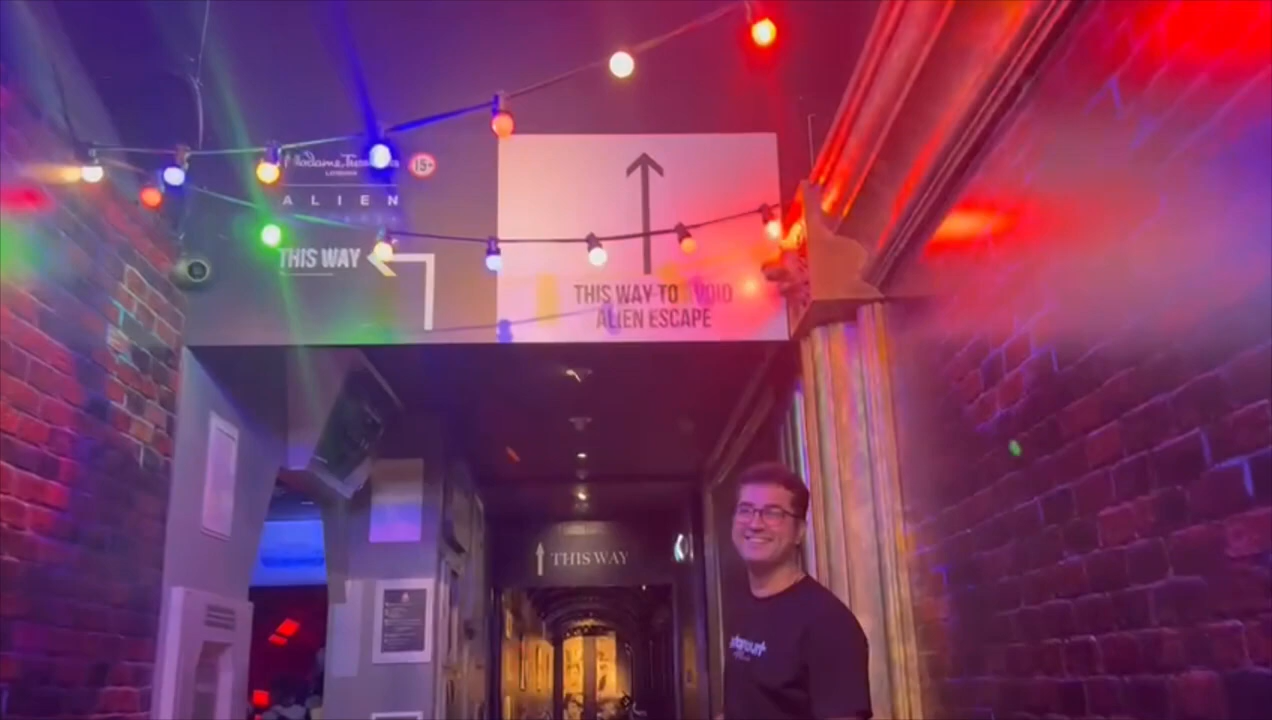 Madame Tussauds
LONDON
15+
ALIEN
THIS WAY
THIS WAY TO AVOID
ALIEN ESCAPE
THIS WAY